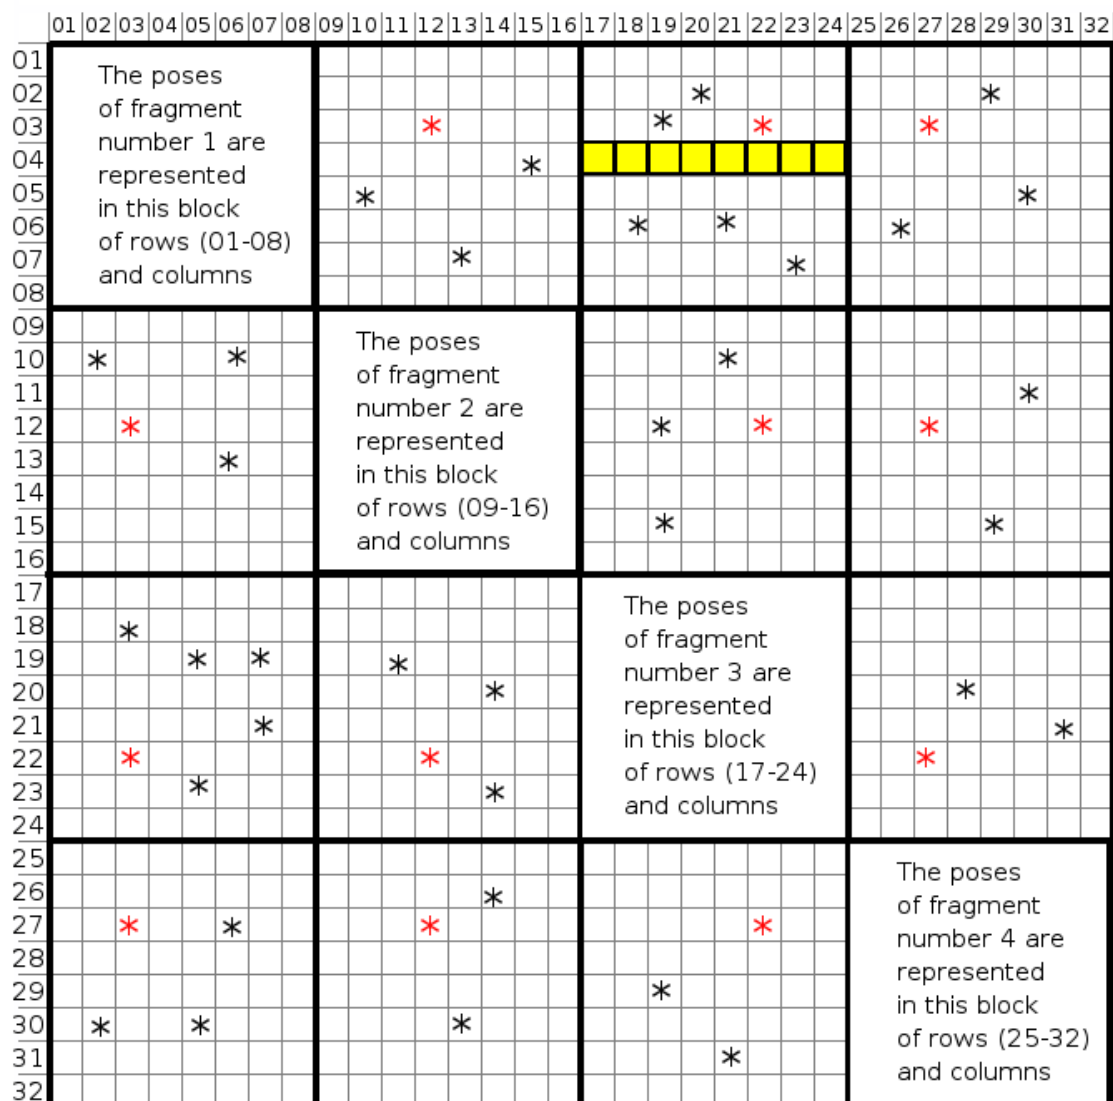 01 02 03 04 05 06 07 08 09 10 11 12 13 14 15 16 17 18 19 20 21 22 23 24 25 26 27 28 29 30 31 32
01
02
03
04
05
06
07
08
The poses
of fragment
number 1 are
represented
in this block
of rows (01-08)
and columns
09
10
11
12
13
14
15
16
The poses
of fragment
number 2 are
represented
in this block
of rows (09-16)
and columns
17
18
19
20
21
22
23
24
The poses
of fragment
number 3 are
represented
in this block
of rows (17-24)
and columns
25
26
27
28
29
30
31
32
The poses
of fragment
number 4 are
represented
in this block
of rows (25-32)
and columns